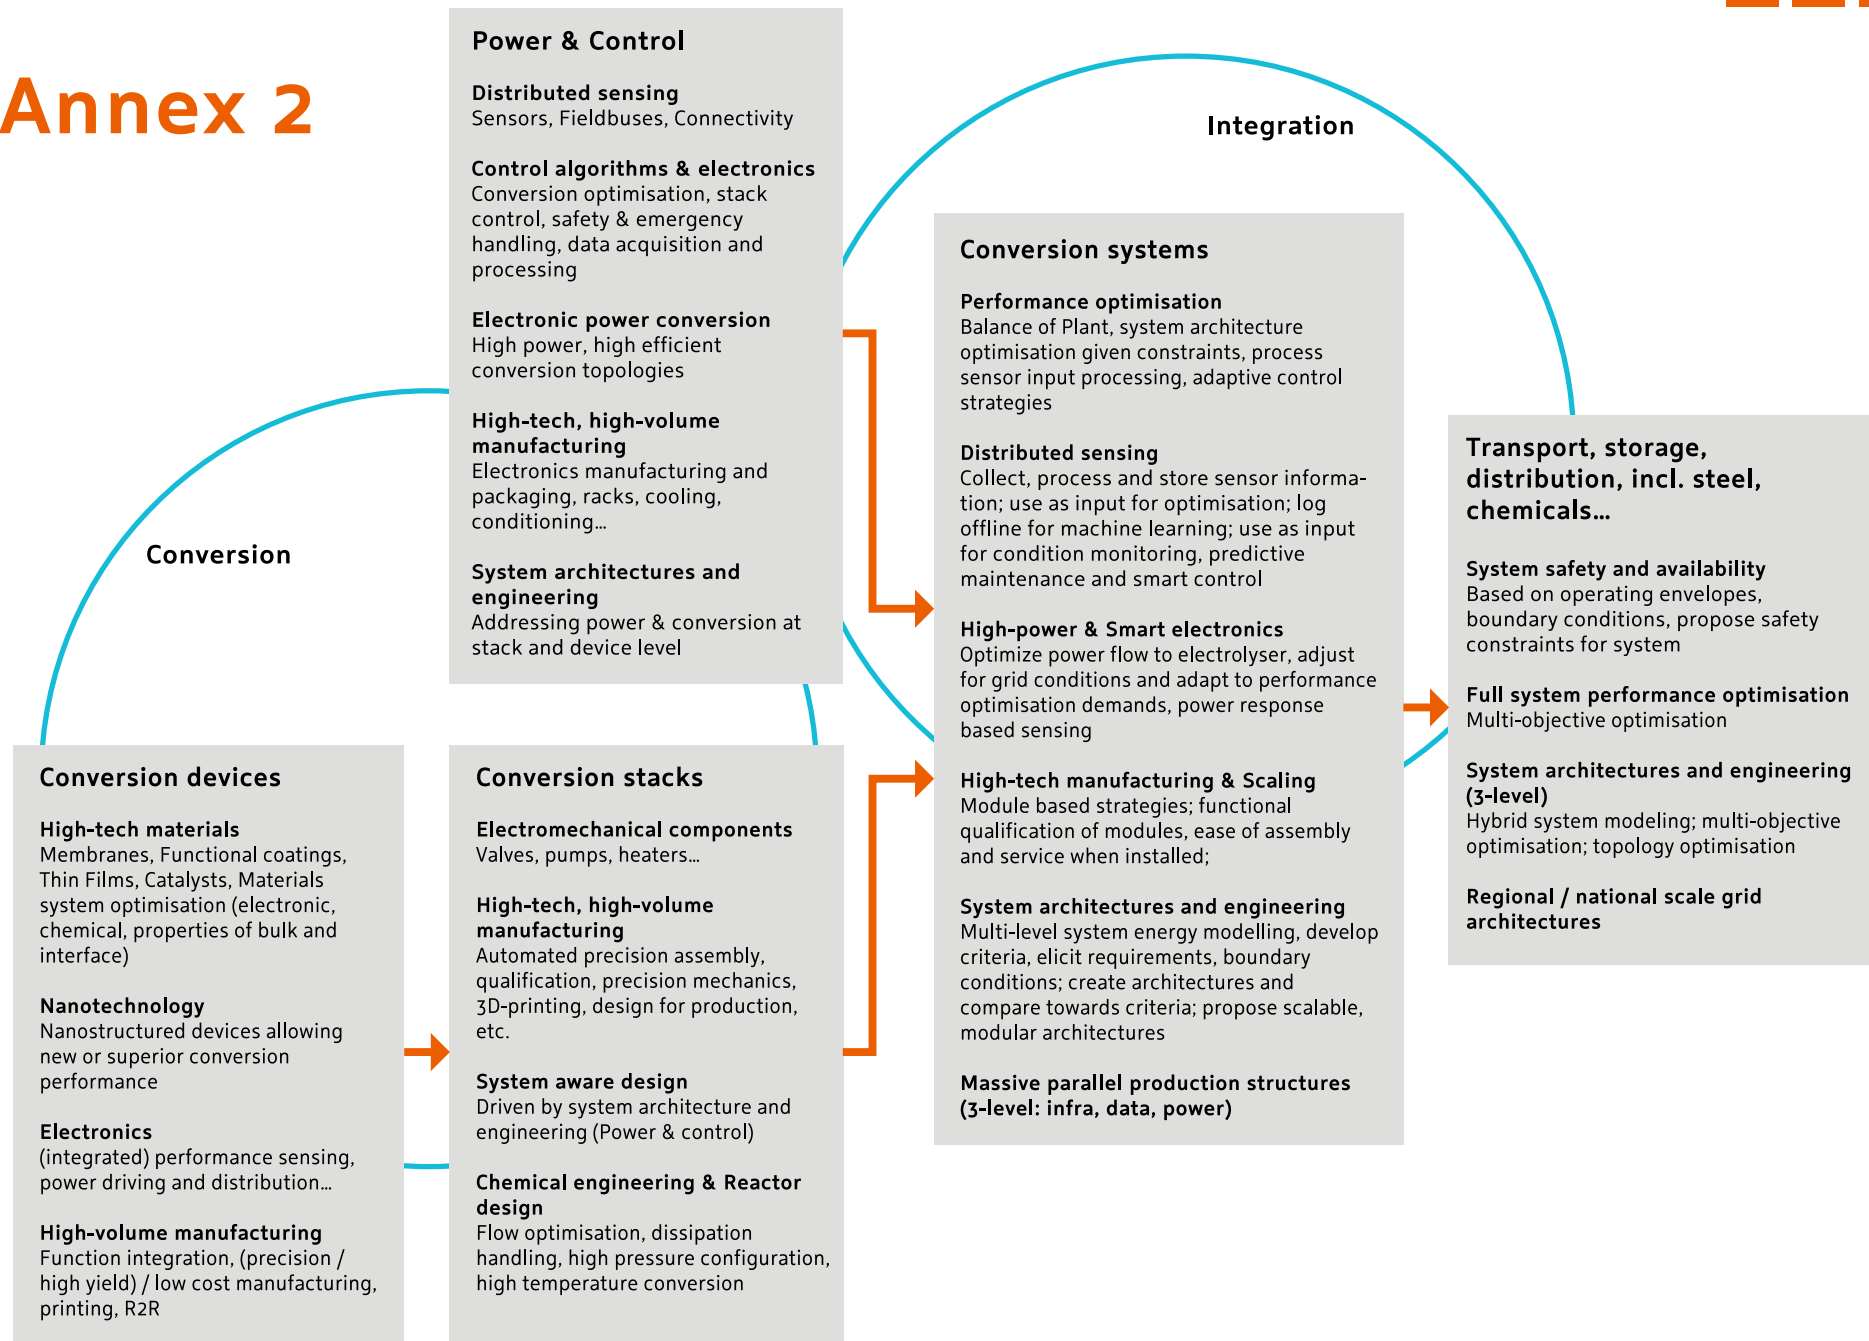 Annex 2
Power & Control
Distributed sensing
Sensors, Fieldbuses, Connectivity
Control algorithms & electronics
Conversion optimisation, stack
control, safety & emergency
handling, data acquisition and
processing
Electronic power conversion
High power, high efficient
conversion topologies
High-tech, high-volume
manufacturing
Electronics manufacturing and
packaging, racks, cooling,
conditioning…
System architectures and
engineering
Addressing power & conversion at
stack and device level
Integration
Conversion
Conversion devices
High-tech materials
Membranes, Functional coatings,
Thin Films, Catalysts, Materials
system optimisation (electronic,
chemical, properties of bulk and
interface)
Nanotechnology
Nanostructured devices allowing
new or superior conversion
performance
Electronics
(integrated) performance sensing,
power driving and distribution…
High-volume manufacturing
Function integration, (precision /
high yield) / low cost manufacturing,
printing, R2R
Conversion stacks
Electromechanical components
Valves, pumps, heaters…
High-tech, high-volume
manufacturing
Automated precision assembly,
qualification, precision mechanics,
3D-printing, design for production,
etc.
System aware design
Driven by system architecture and
engineering (Power & control)
Chemical engineering & Reactor
design
Flow optimisation, dissipation
handling, high pressure configuration,
high temperature conversion
Conversion systems
Performance optimisation
Balance of Plant, system architecture
optimisation given constraints, process
sensor input processing, adaptive control
strategies
Distributed sensing
Collect, process and store sensor informa-
tion; use as input for optimisation; log
offline for machine learning; use as input
for condition monitoring, predictive
maintenance and smart control
High-power & Smart electronics
Optimize power flow to electrolyser, adjust
for grid conditions and adapt to performance
optimisation demands, power response
based sensing
High-tech manufacturing & Scaling
Module based strategies; functional
qualification of modules, ease of assembly
and service when installed;
System architectures and engineering
Multi-level system energy modelling, develop
criteria, elicit requirements, boundary
conditions; create architectures and
compare towards criteria; propose scalable,
modular architectures
Massive parallel production structures
(3-level: infra, data, power)
Transport, storage,
distribution, incl. steel,
chemicals…
System safety and availability
Based on operating envelopes,
boundary conditions, propose safety
constraints for system
Full system performance optimisation
Multi-objective optimisation
System architectures and engineering
(3-level)
Hybrid system modeling; multi-objective
optimisation; topology optimisation
Regional / national scale grid
architectures